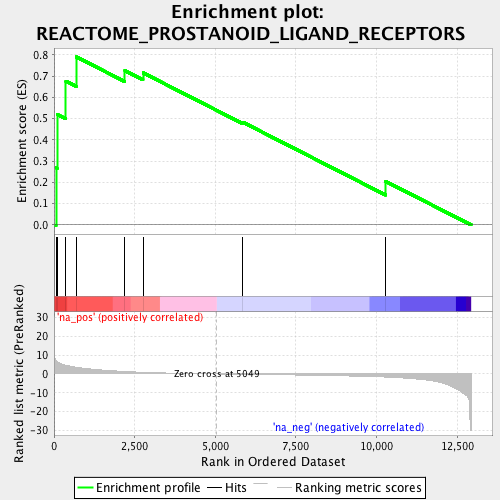 Enrichment plot:
REACTOME_PROSTANOID_LIGAND_RECEPTORS
Enrichment score (ES)
0.8
0.7
0.6
0.5
0.4
0.3
0.2
0.1
0.0
'na_pos' (positively correlated)
Ranked list metric (PreRanked)
30
20
10
0
-10
-20
-30
Zero cross at 5049
'na_neg' (negatively correlated)
0
2,500
5,000
7,500
10,000
12,500
Rank in Ordered Dataset
Enrichment profile
Hits
Ranking metric scores